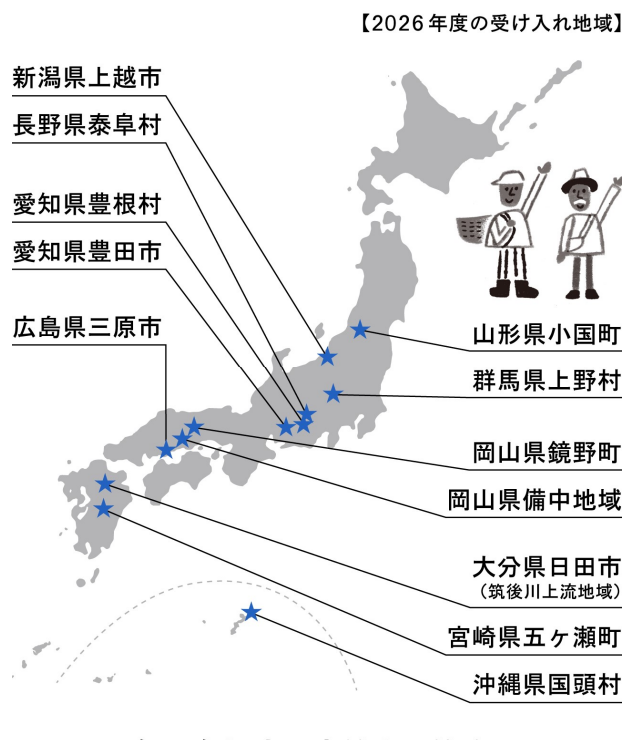 【2026年度の受け入れ地域】
新潟県上越市
長野県泰阜村
愛知県豊根村
愛知県豊田市
広島県三原市
山形県小国町
群馬県上野村
岡山県鏡野町
岡山県備中地域
大分県日田市
（筑後川上流地域）
宮崎県五ヶ瀬町
沖縄県国頭村